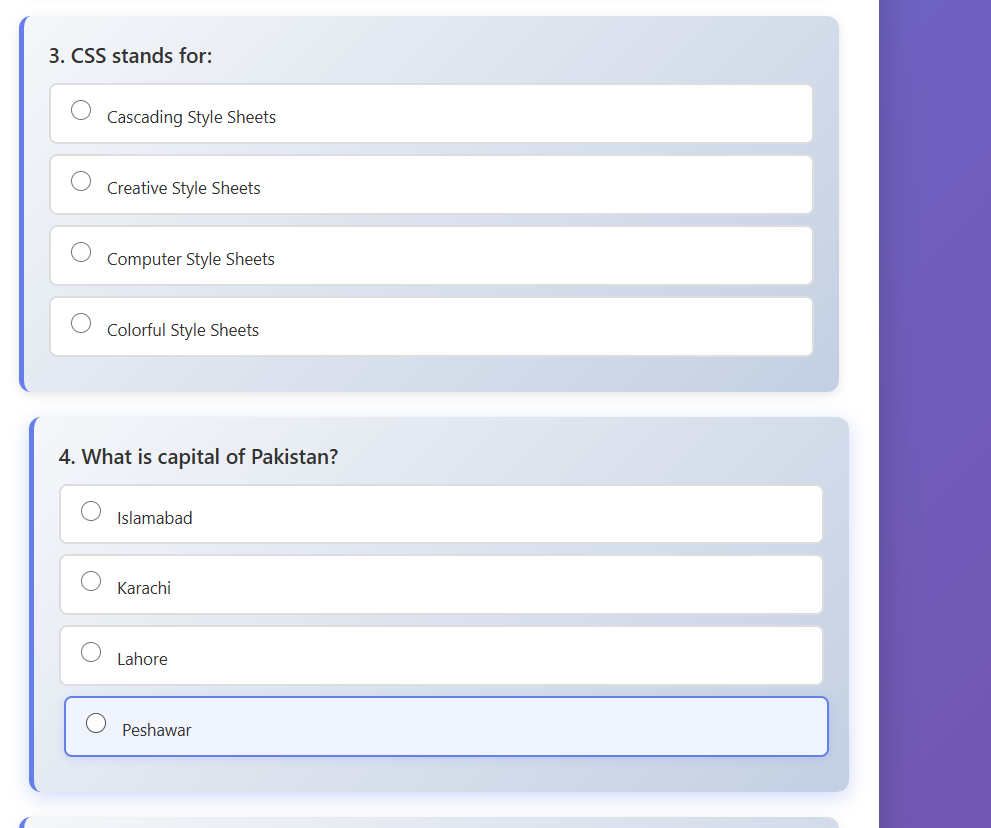 3. CSS stands for:
Cascading Style Sheets
Creative Style Sheets
Computer Style Sheets
Colorful Style Sheets
4. What is capital of Pakistan?
Islamabad
Karachi
Lahore
Peshawar